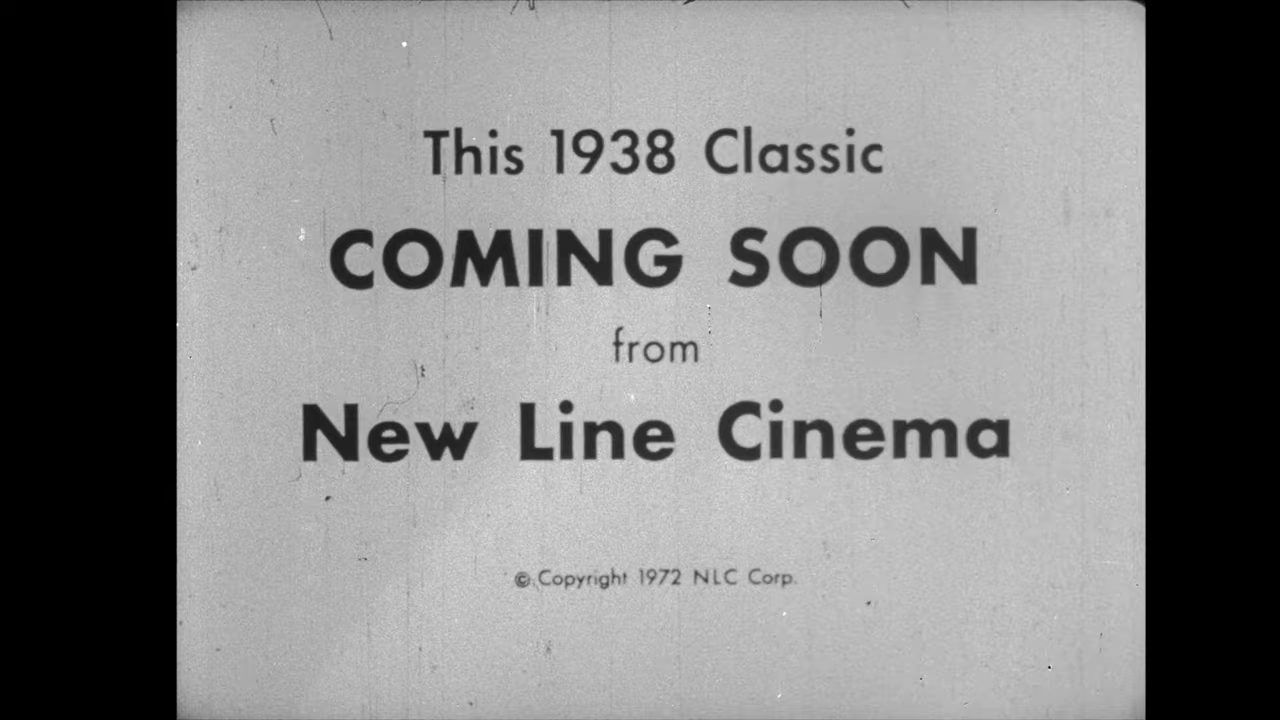 This 1938 Classic
COMING SOON
from
New Line Cinema
© Copyright 1972 NLC Corp.